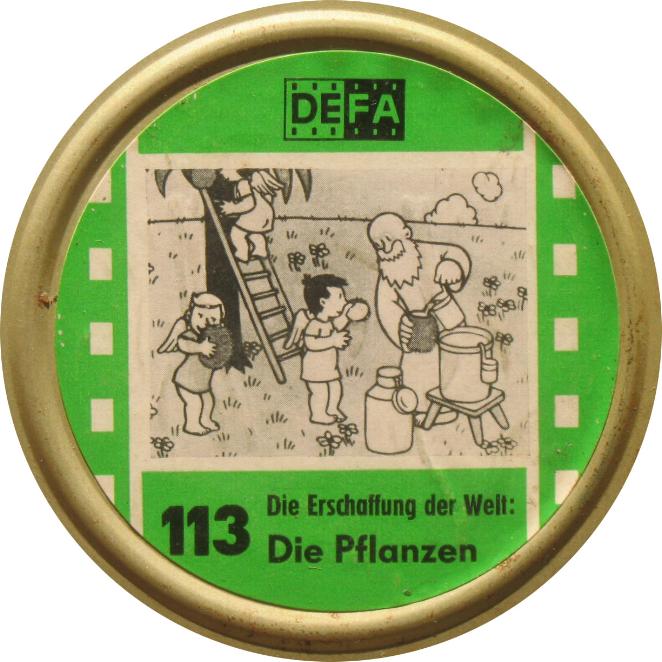 DEFA
113
Die Erschaffung der Welt:
Die Pflanzen